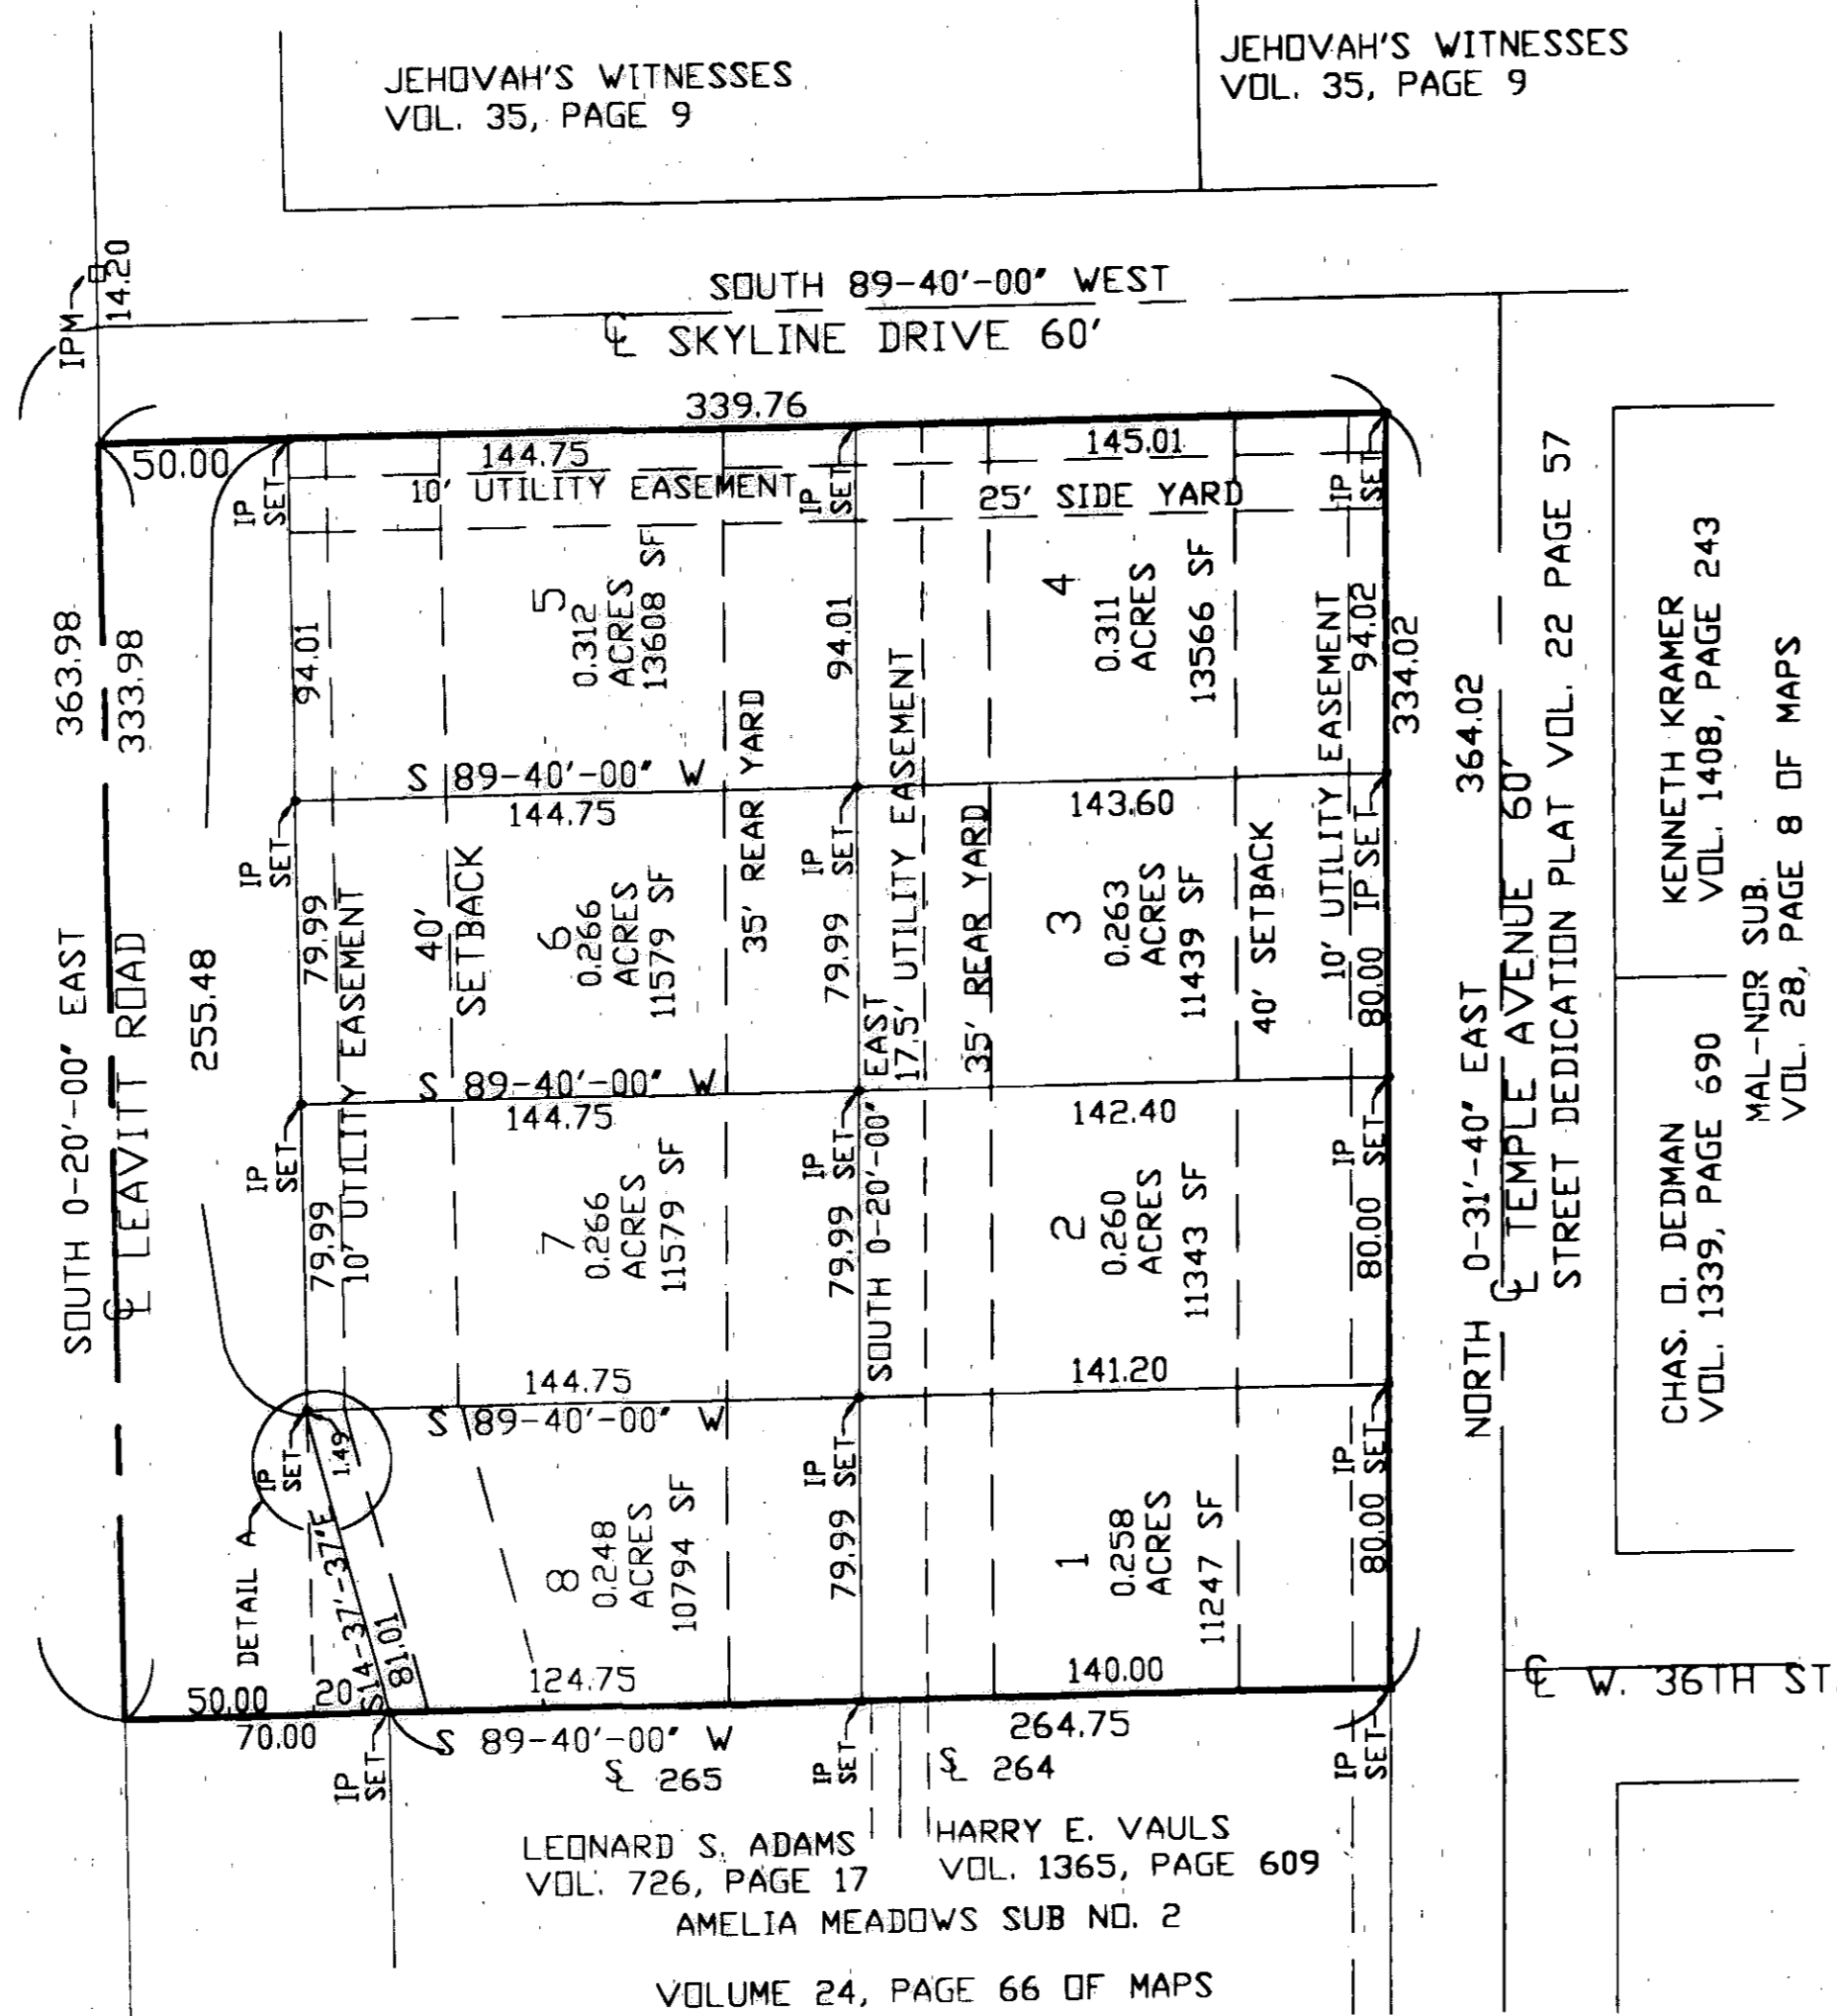 JEHOVAH'S WITNESSES
VOL. 35, PAGE 9
JEHOVAH'S WITNESSES
VOL. 35, PAGE 9
IPM
14.20
SOUTH 89-40'-00" WEST
℄ SKYLINE DRIVE 60'
339.76
50.00
144.75
145.01
10' UTILITY EASEMENT
25' SIDE YARD
IP
SET
IP
SET
IP
SET
363.98
333.98
SOUTH 0-20'-00" EAST
℄ LEAVITT ROAD
255.48
94.01
5
0.312
ACRES
13608 SF
94.01
4
0.311
ACRES
13566 SF
94.02
334.02
S 89-40'-00" W
144.75
143.60
IP
SET
IP
SET
IP SET
79.99
10' UTILITY EASEMENT
40'
SETBACK
6
0.266
ACRES
11579 SF
35' REAR YARD
79.99
SOUTH 0-20'-00" EAST
17.5' UTILITY EASEMENT
35' REAR YARD
3
0.263
ACRES
11439 SF
40' SETBACK
10' UTILITY EASEMENT
80.00
S 89-40'-00" W
144.75
142.40
IP
SET
IP
SET
IP
SET
79.99
7
0.266
ACRES
11579 SF
79.99
2
0.260
ACRES
11343 SF
80.00
144.75
S 89-40'-00" W
141.20
IP
SET
1.49
IP
SET
IP
SET
DETAIL A
S14-37'-37"E
81.01
8
0.248
ACRES
10794 SF
79.99
1
0.258
ACRES
11247 SF
80.00
50.00
20
124.75
140.00
70.00
S 89-40'-00" W
264.75
IP
SET
IP
SET
IP
SET
265
264
364.02
NORTH 0-31'-40" EAST
℄ TEMPLE AVENUE 60'
STREET DEDICATION PLAT VOL. 22 PAGE 57
KENNETH KRAMER
VOL. 1408, PAGE 243
CHAS. O. DEDMAN
VOL. 1339, PAGE 690
MAL-NOR SUB.
VOL. 28, PAGE 8 OF MAPS
℄ W. 36TH ST.
LEONARD S. ADAMS
VOL. 726, PAGE 17
HARRY E. VAULS
VOL. 1365, PAGE 609
AMELIA MEADOWS SUB NO. 2
VOLUME 24, PAGE 66 OF MAPS